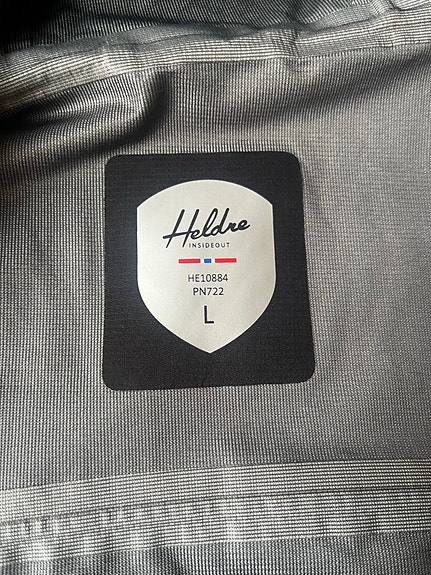 Heldre
INSIDEOUT
HE10884
PN722
L